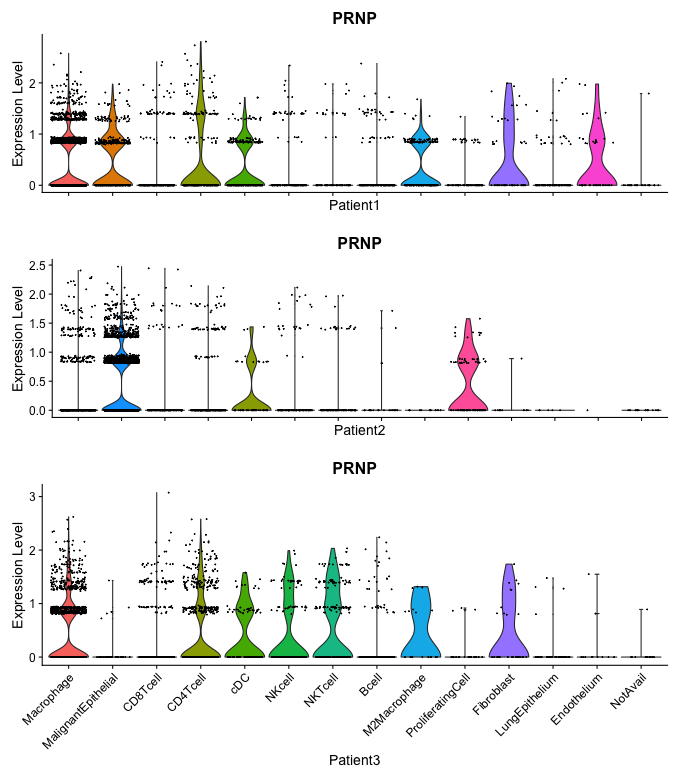 PRNP
Expression Level
2
1
0
Patient1
PRNP
Expression Level
2.5
2.0
1.5
1.0
0.5
0.0
Patient2
PRNP
Expression Level
3
2
1
0
Macrophage
MalignantEpithelial
CD8Tcell
CD4Tcell
cDC
NKcell
NKTcell
Bcell
M2Macrophage
ProliferatingCell
Fibroblast
LungEpithelium
Endothelium
NotAvail
Patient3